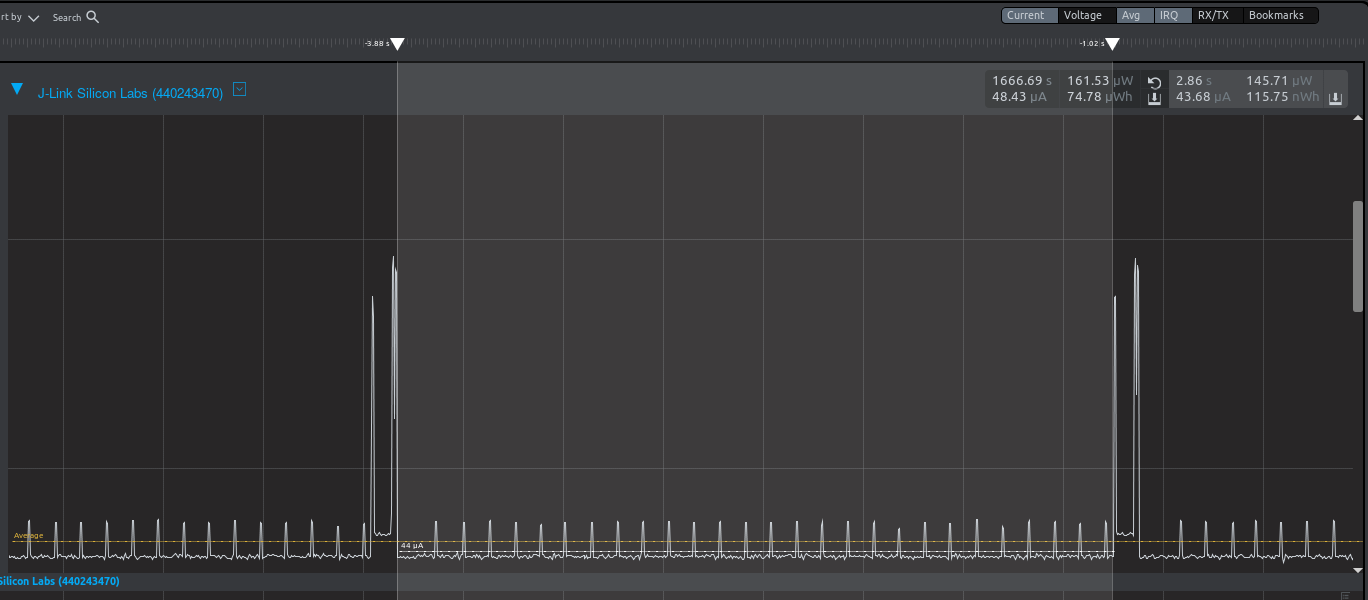 rt by Search Current Voltage Avg IRQ RX/TX Bookmarks
-3.88 s -1.02 s
J-Link Silicon Labs (440243470)
1666.69 s 161.53 µW 2.86 s 145.71 µW
48.43 µA 74.78 µWh 43.68 µA 115.75 nWh
Average
44 µA
Silicon Labs (440243470)